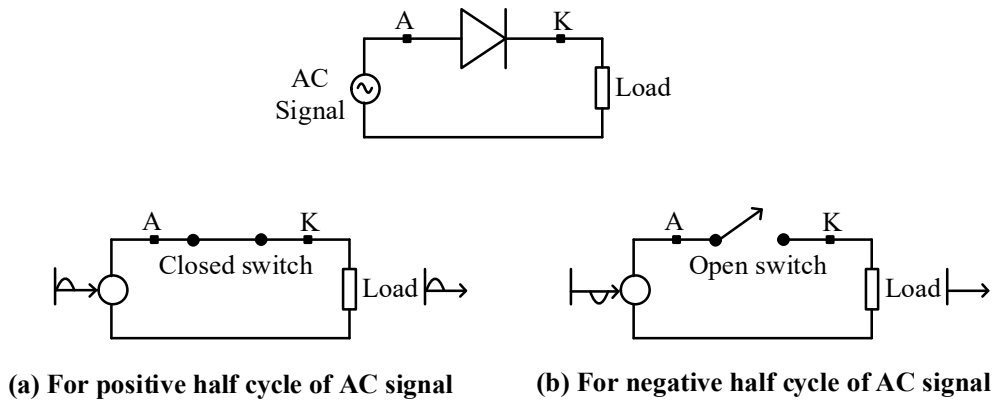 A
K
AC
Signal
Load
A
K
Closed switch
Load
A
K
Open switch
Load
(a) For positive half cycle of AC signal
(b) For negative half cycle of AC signal